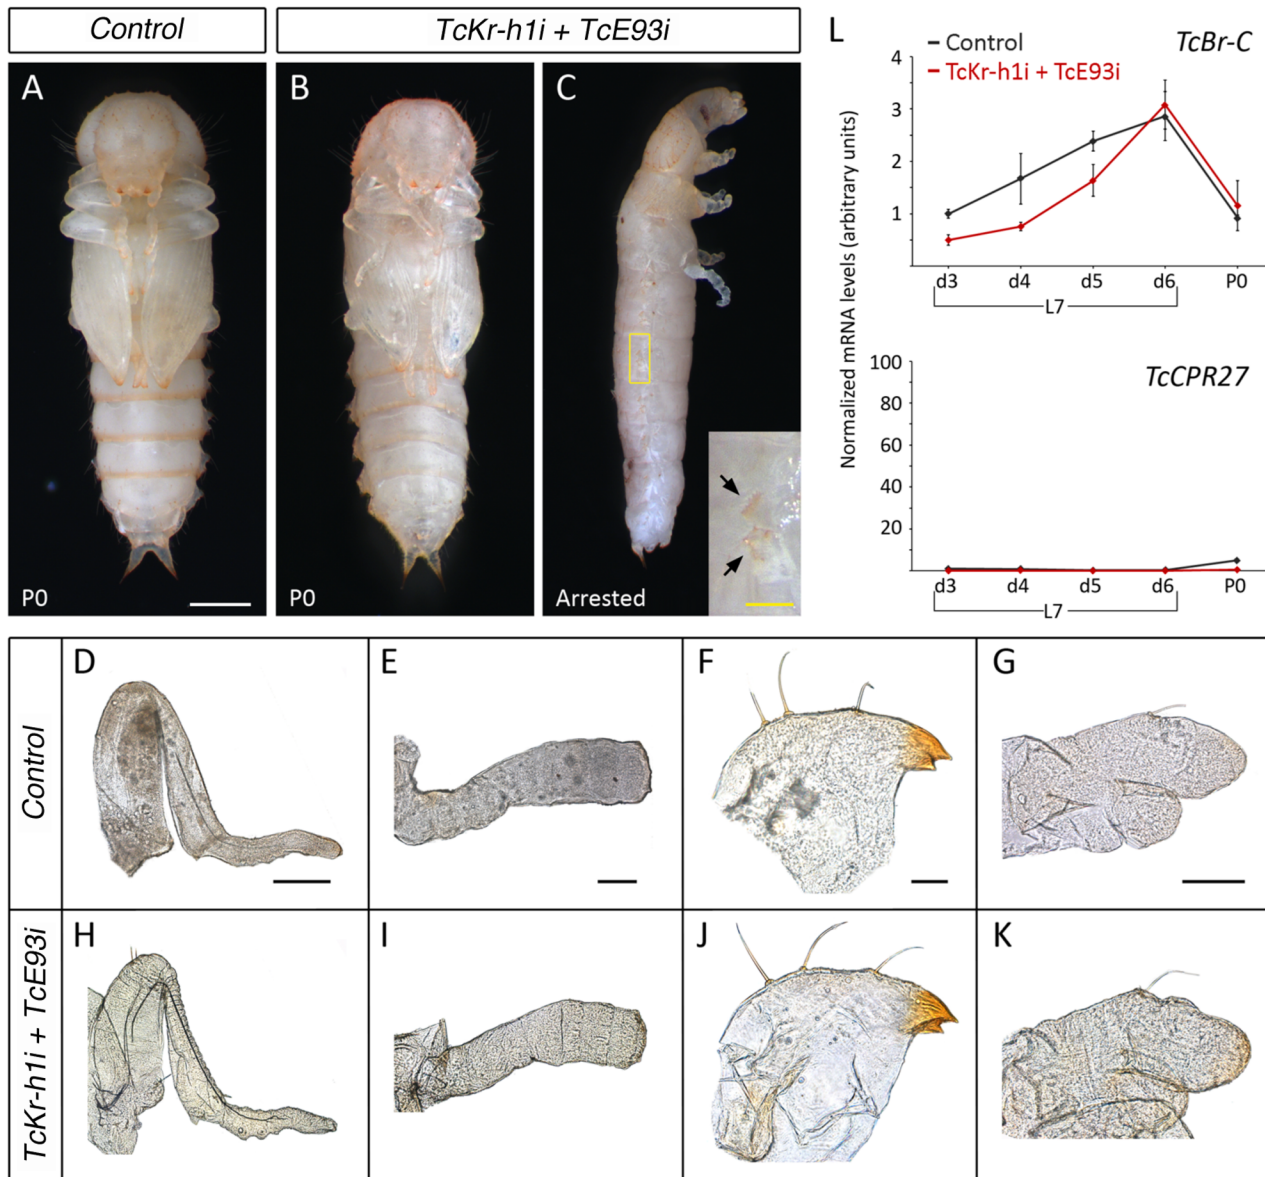 Control
TcKr-h1i + TcE93i
A
P0
B
P0
C
Arrested
L
TcBr-C
Control
TcKr-h1i + TcE93i
Normalized mRNA levels (arbitrary units)
4
3
2
1
d3 d4 d5 d6 P0
L7
TcCPR27
100
80
60
40
20
d3 d4 d5 d6 P0
L7
Control
D
E
F
G
TcKr-h1i + TcE93i
H
I
J
K